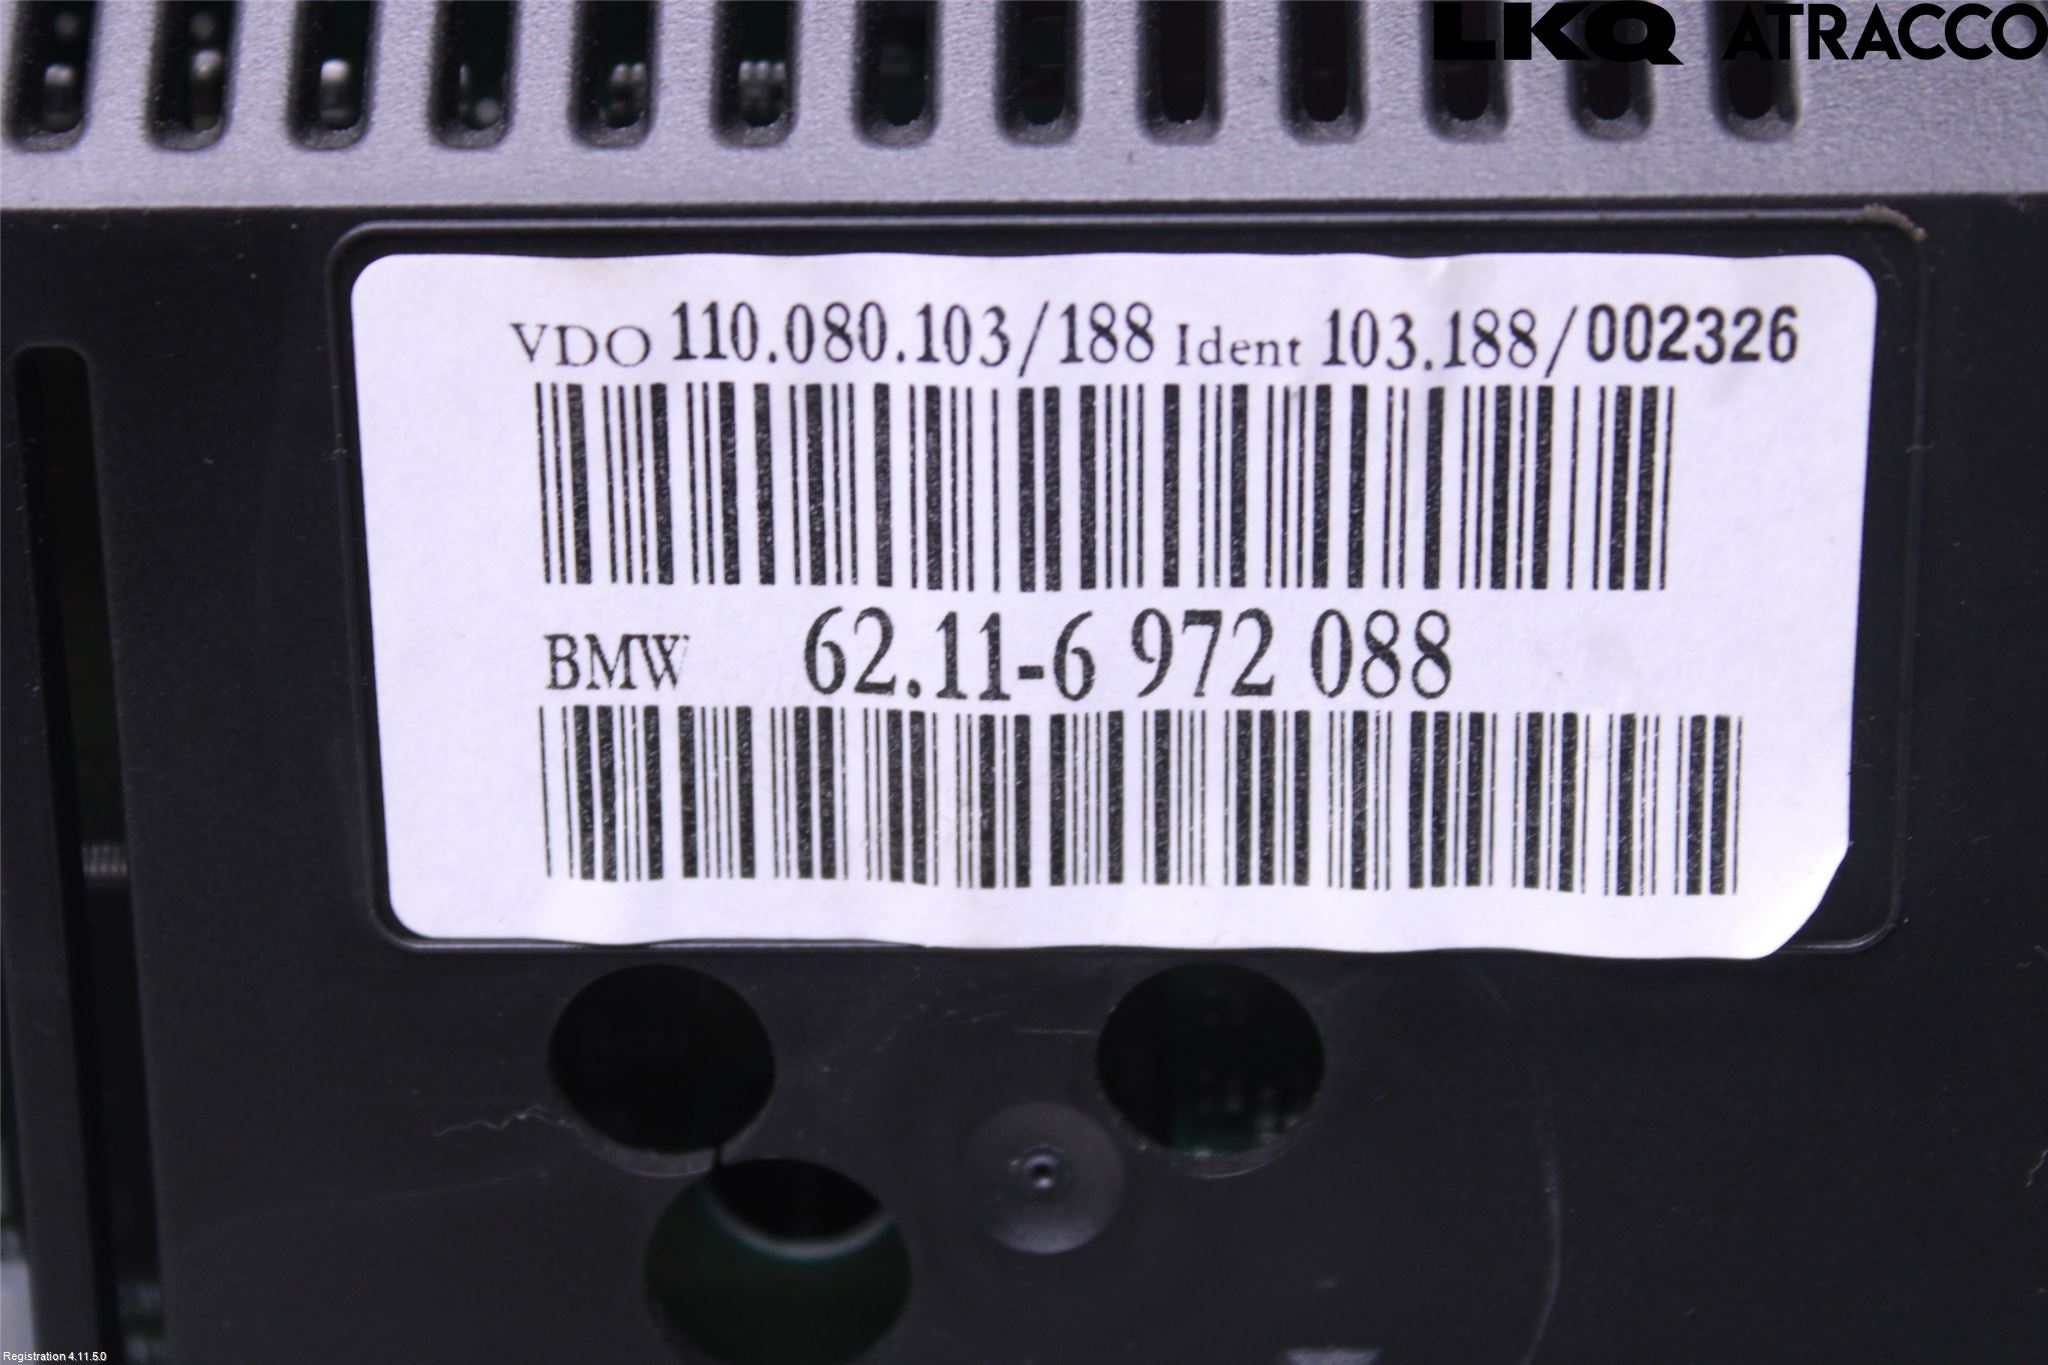 LKQ ATRACCO
VDO 110.080.103/188 Ident 103.188/002326
BMW 62.11-6 972 088
Registration 4.11.5.0